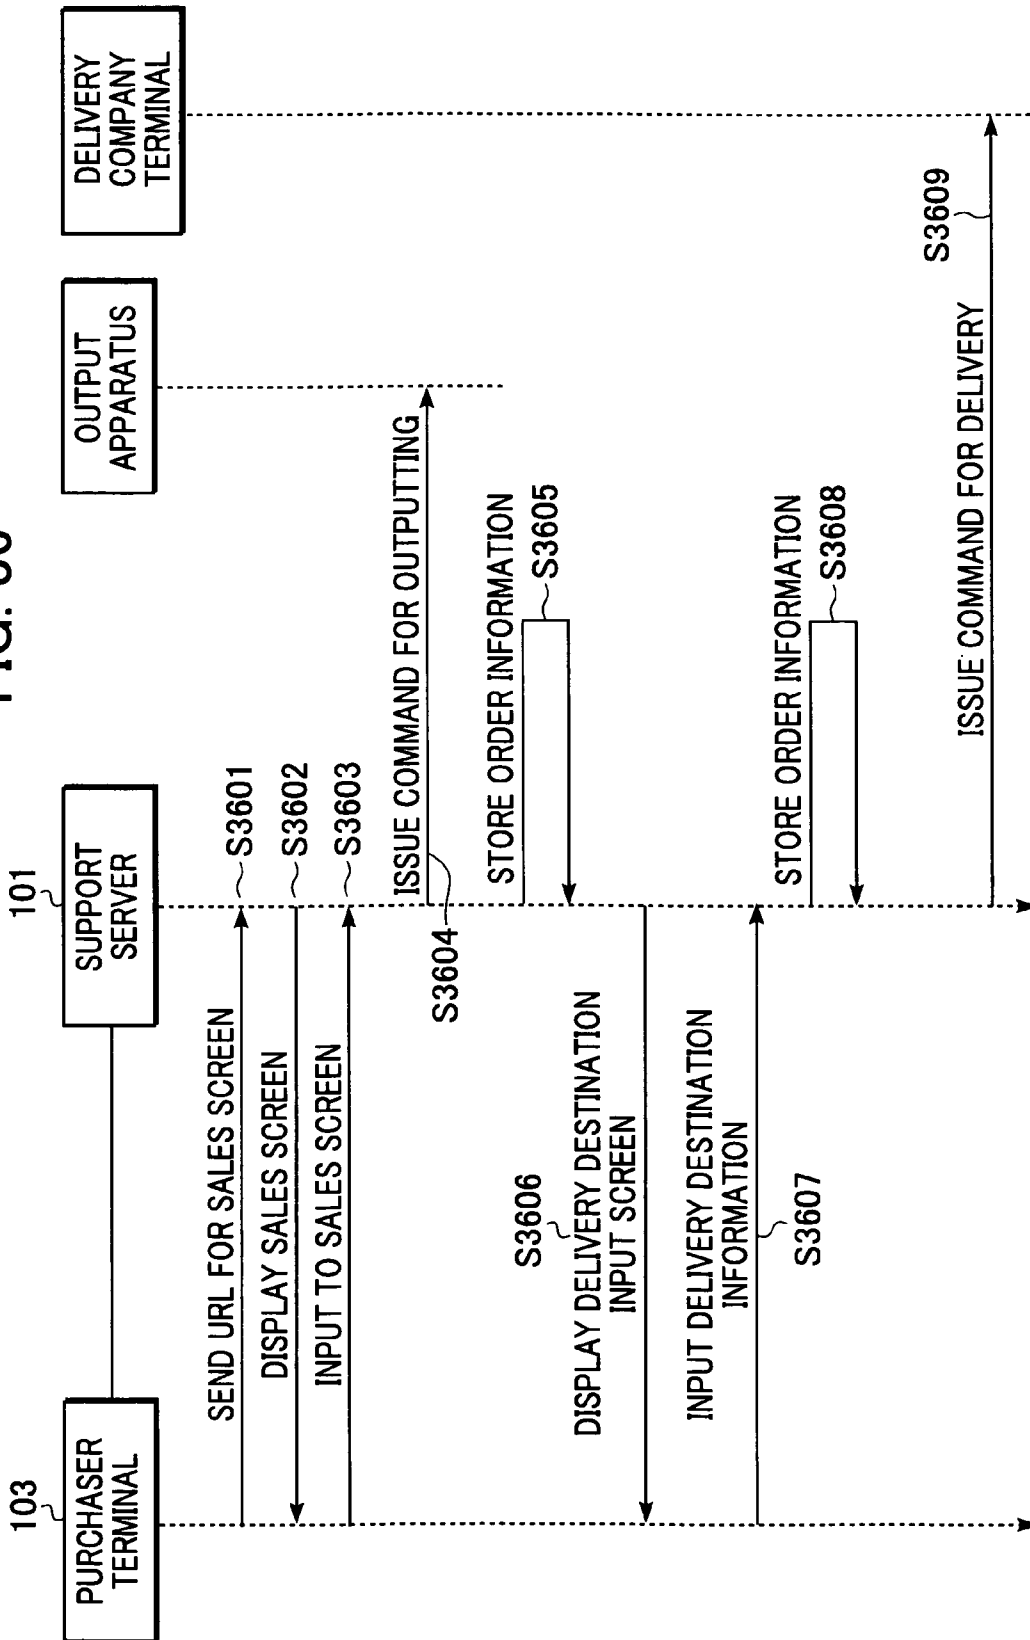 103
PURCHASER
TERMINAL
101
SUPPORT
SERVER
OUTPUT
APPARATUS
DELIVERY
COMPANY
TERMINAL
SEND URL FOR SALES SCREEN
S3601
DISPLAY SALES SCREEN
S3602
INPUT TO SALES SCREEN
S3603
ISSUE COMMAND FOR OUTPUTTING
S3604
STORE ORDER INFORMATION
S3605
S3606
DISPLAY DELIVERY DESTINATION
INPUT SCREEN
INPUT DELIVERY DESTINATION
INFORMATION
S3607
STORE ORDER INFORMATION
S3608
ISSUE COMMAND FOR DELIVERY
S3609